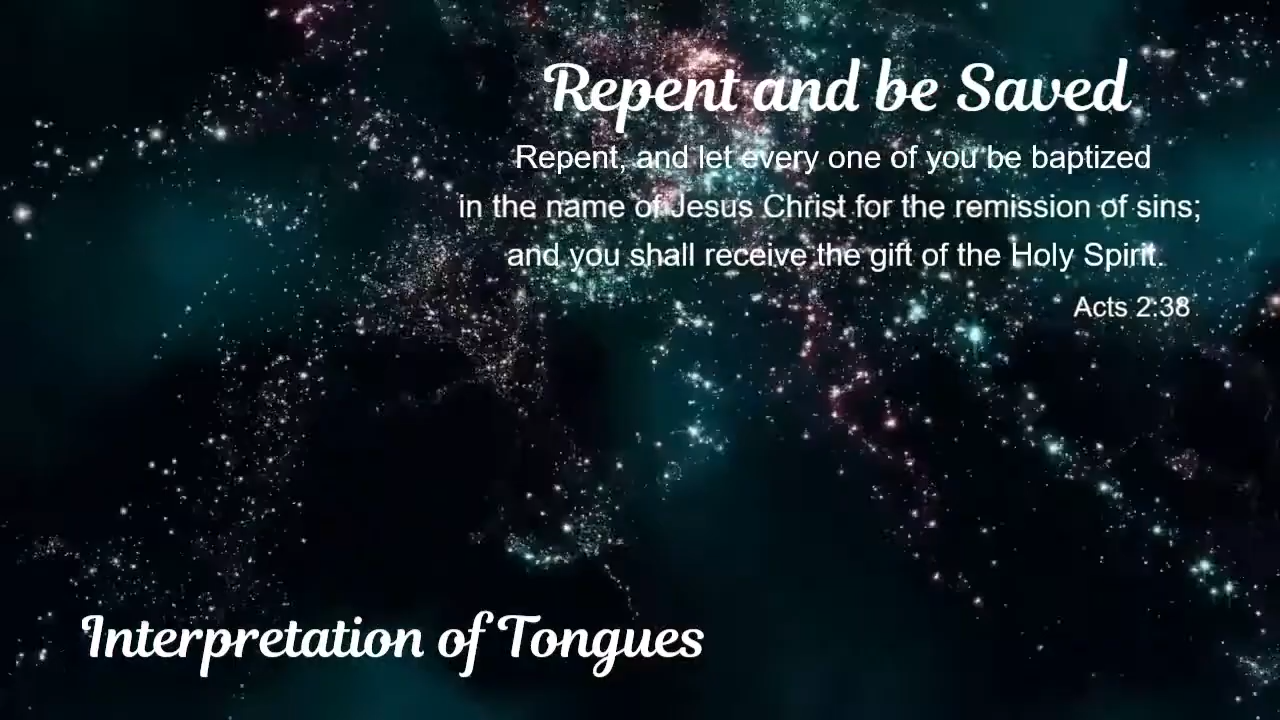 Repent and be Saved
Repent, and let every one of you be baptized
in the name of Jesus Christ for the remission of sins;
and you shall receive the gift of the Holy Spirit.
Acts 2:38
Interpretation of Tongues